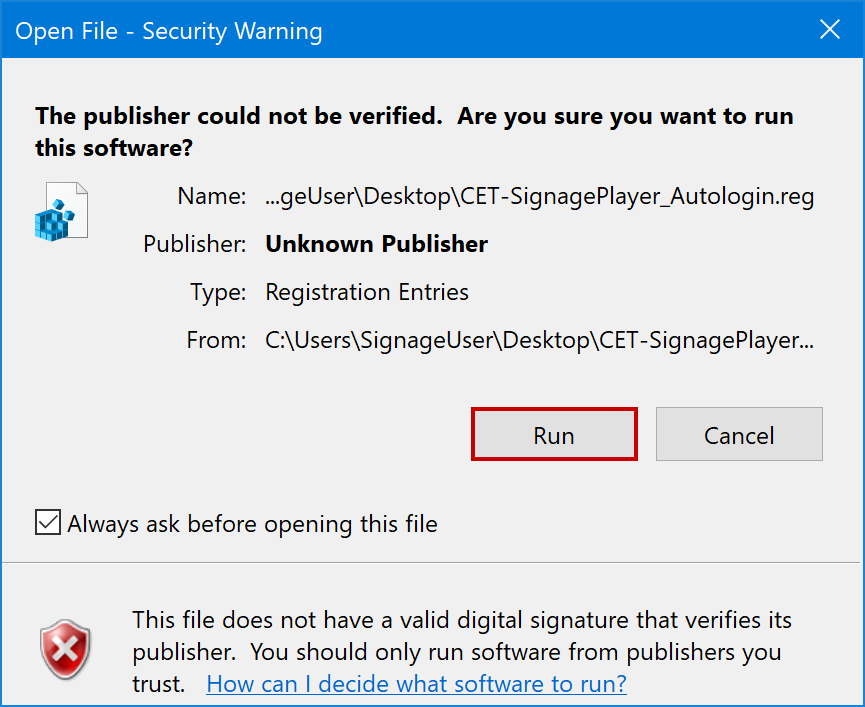 Open File - Security Warning
The publisher could not be verified.  Are you sure you want to run
this software?
Name: ...geUser\Desktop\CET-SignagePlayer_Autologin.reg
Publisher: Unknown Publisher
Type: Registration Entries
From: C:\Users\SignageUser\Desktop\CET-SignagePlayer...
Run Cancel
Always ask before opening this file
This file does not have a valid digital signature that verifies its
publisher.  You should only run software from publishers you
trust.  How can I decide what software to run?